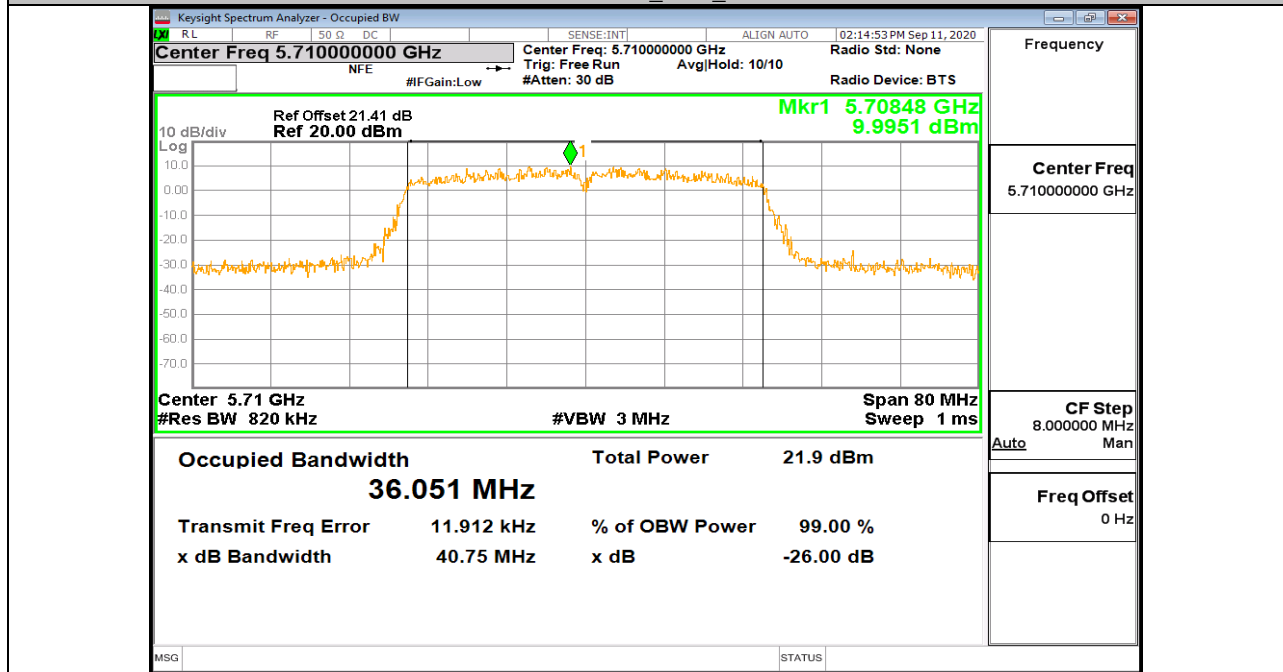 Keysight Spectrum Analyzer - Occupied BW
LXI RL RF 50 Ω DC SENSE:INT ALIGN AUTO 02:14:53 PM Sep 11, 2020
Center Freq 5.710000000 GHz
NFE
#IFGain:Low
Center Freq: 5.710000000 GHz
Trig: Free Run Avg|Hold: 10/10
#Atten: 30 dB
Radio Std: None
Radio Device: BTS
Ref Offset 21.41 dB
10 dB/div Ref 20.00 dBm
Mkr1 5.70848 GHz
9.9951 dBm
Log
1
10.0
0.00
-10.0
-20.0
-30.0
-40.0
-50.0
-60.0
-70.0
Center 5.71 GHz Span 80 MHz
#Res BW 820 kHz #VBW 3 MHz Sweep 1 ms
Occupied Bandwidth Total Power 21.9 dBm
36.051 MHz
Transmit Freq Error 11.912 kHz % of OBW Power 99.00 %
x dB Bandwidth 40.75 MHz x dB -26.00 dB
MSG STATUS
Frequency
Center Freq
5.710000000 GHz
CF Step
8.000000 MHz
Auto Man
Freq Offset
0 Hz